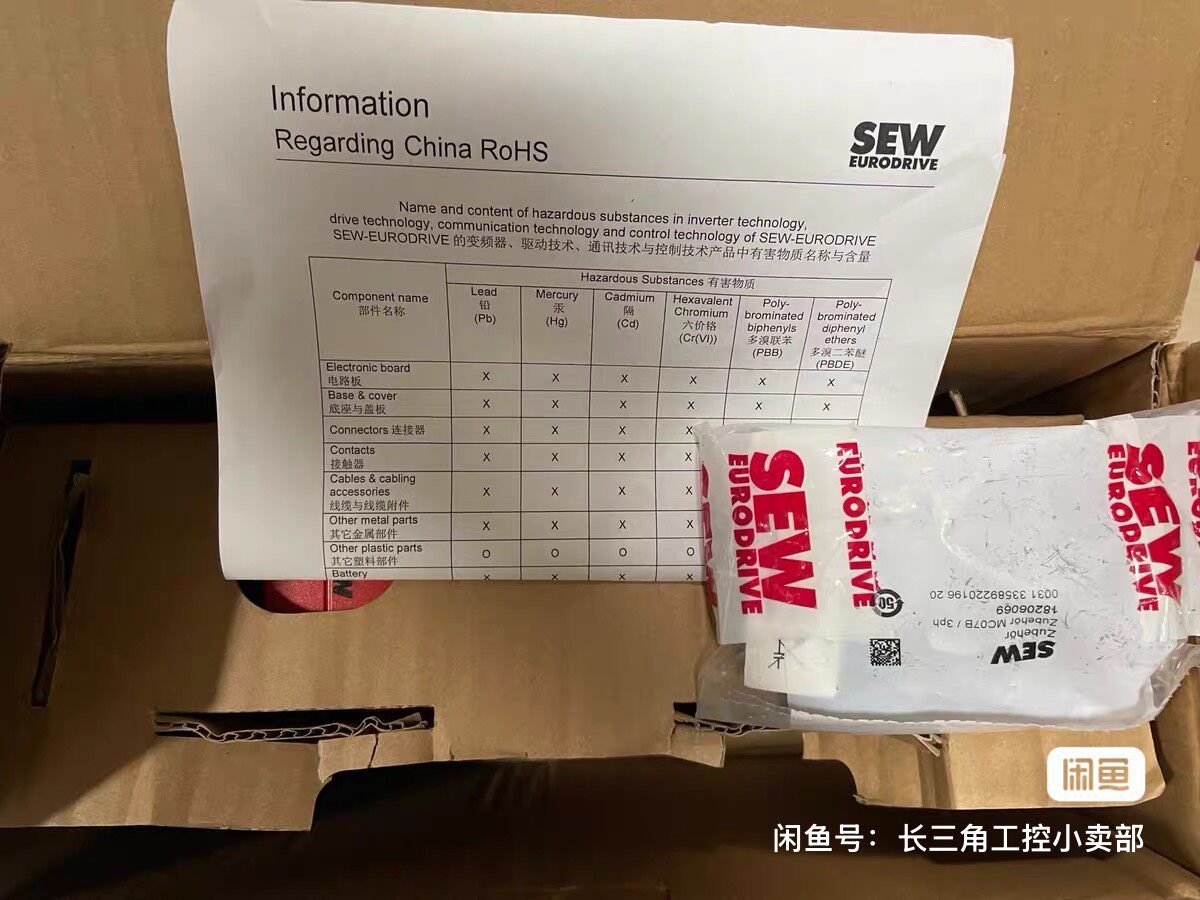 Information
Regarding China RoHS
SEW
EURODRIVE
Name and content of hazardous substances in inverter technology,
drive technology, communication technology and control technology of SEW-EURODRIVE
SEW-EURODRIVE 的变频器、驱动技术、通讯技术与控制技术产品中有害物质名称与含量
Component name
部件名称
Hazardous Substances 有害物质
Lead
铅
(Pb)
Mercury
汞
(Hg)
Cadmium
隔
(Cd)
Hexavalent
Chromium
六价铬
(Cr(VI))
Poly-
brominated
biphenyls
多溴联苯
(PBB)
Poly-
brominated
diphenyl
ethers
多溴二苯醚
(PBDE)
Electronic board
电路板
X X X X X X
Base & cover
底座与盖板
X X X X X X
Connectors 连接器
X X X X
Contacts
接触器
X X X X
Cables & cabling
accessories
线缆与线缆附件
X X X X
Other metal parts
其它金属部件
X X X X
Other plastic parts
其它塑料部件
O O O O
Battery
X X X X
SEW
EURODRIVE
EURODRIVE
SEW
EURODRIVE
SEW
Zubehör
Zubehör MC07B / 3ph
18206069
0031 33589220196 20
50
闲鱼
闲鱼号：长三角工控小卖部